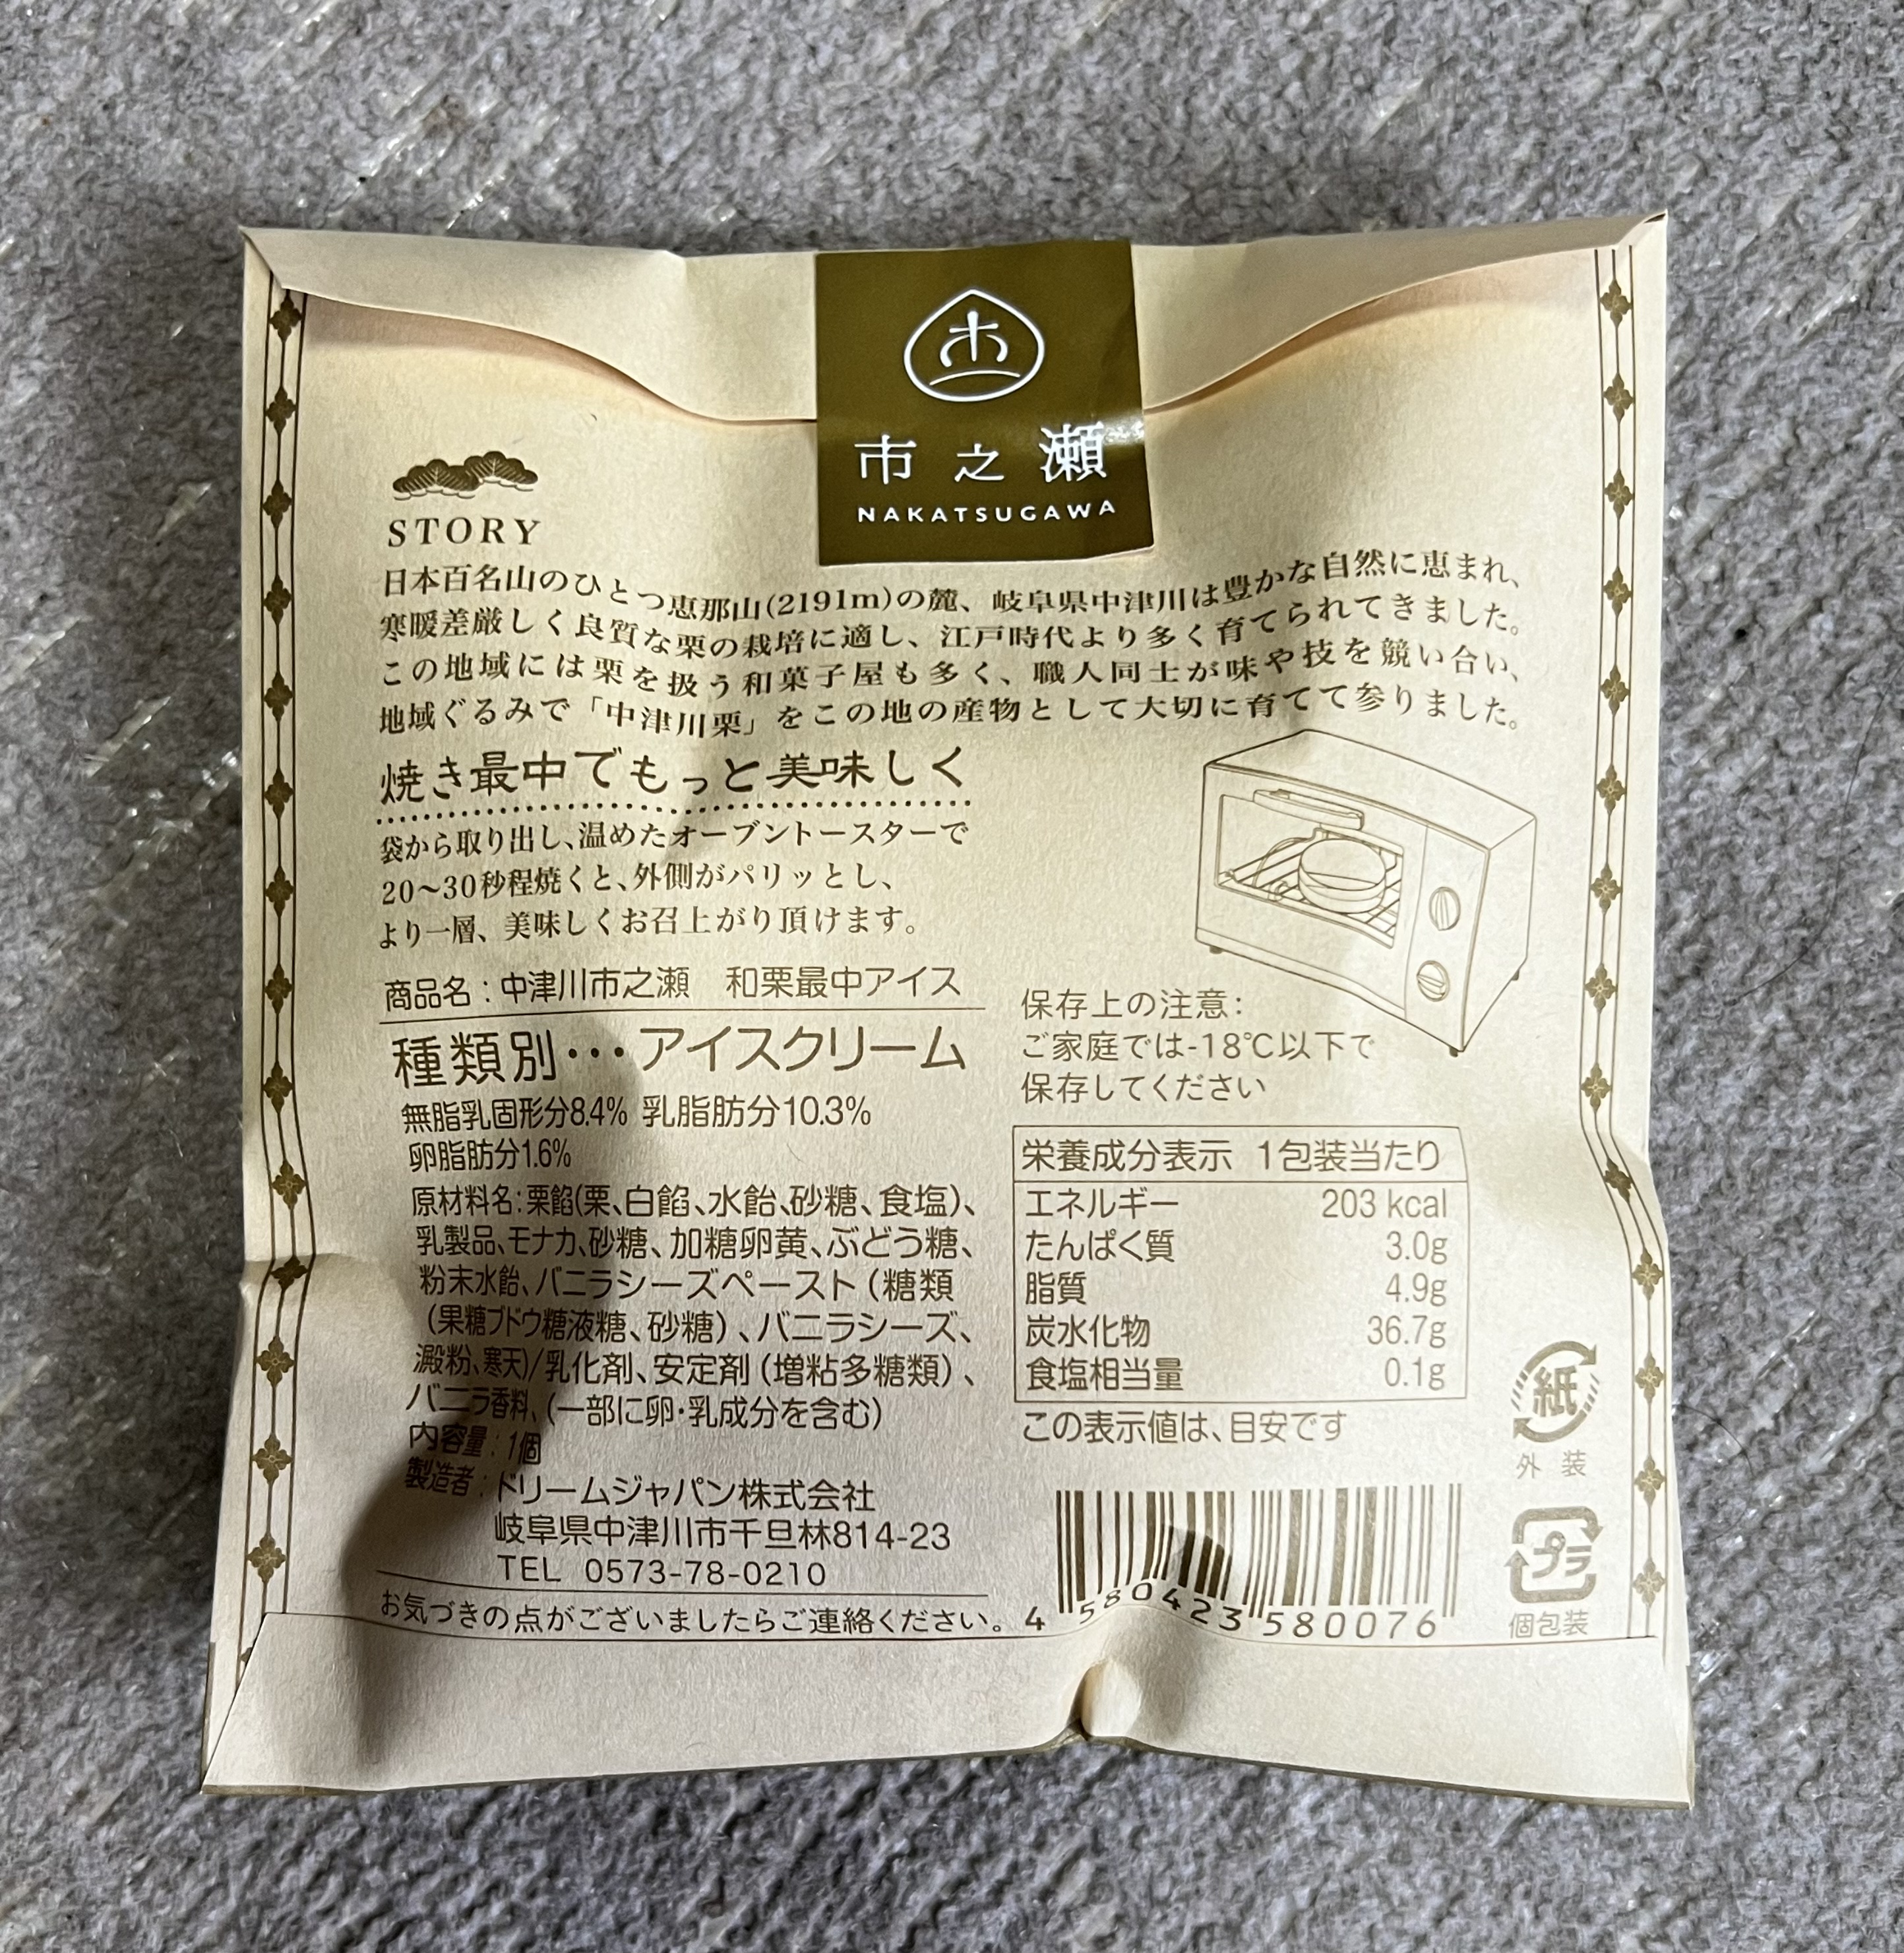 市之瀬
NAKATSUGAWA
STORY
日本百名山のひとつ恵那山(2191m)の麓、岐阜県中津川は豊かな自然に恵まれ、
寒暖差厳しく良質な栗の栽培に適し、江戸時代より多く育てられてきました。
この地域には栗を扱う和菓子屋も多く、職人同士が味や技を競い合い、
地域ぐるみで「中津川栗」をこの地の産物として大切に育てて参りました。
焼き最中でもっと美味しく
袋から取り出し、温めたオーブントースターで
20〜30秒程焼くと、外側がパリッとし、
より一層、美味しくお召上がり頂けます。
商品名：中津川市之瀬　和栗最中アイス
種類別…アイスクリーム
無脂乳固形分8.4% 乳脂肪分10.3%
卵脂肪分1.6%
原材料名：栗餡(栗、白餡、水飴、砂糖、食塩)、
乳製品、モナカ、砂糖、加糖卵黄、ぶどう糖、
粉末水飴、バニラシーズペースト（糖類
（果糖ブドウ糖液糖、砂糖）、バニラシーズ、
澱粉、寒天)/乳化剤、安定剤（増粘多糖類）、
バニラ香料、(一部に卵・乳成分を含む)
内容量：1個
製造者：ドリームジャパン株式会社
岐阜県中津川市千旦林814-23
TEL 0573-78-0210
お気づきの点がございましたらご連絡ください。
保存上の注意：
ご家庭では-18℃以下で
保存してください
栄養成分表示 1包装当たり
エネルギー 203 kcal
たんぱく質 3.0g
脂質 4.9g
炭水化物 36.7g
食塩相当量 0.1g
この表示値は、目安です
4 580423 580076
紙
外装
プラ
個包装